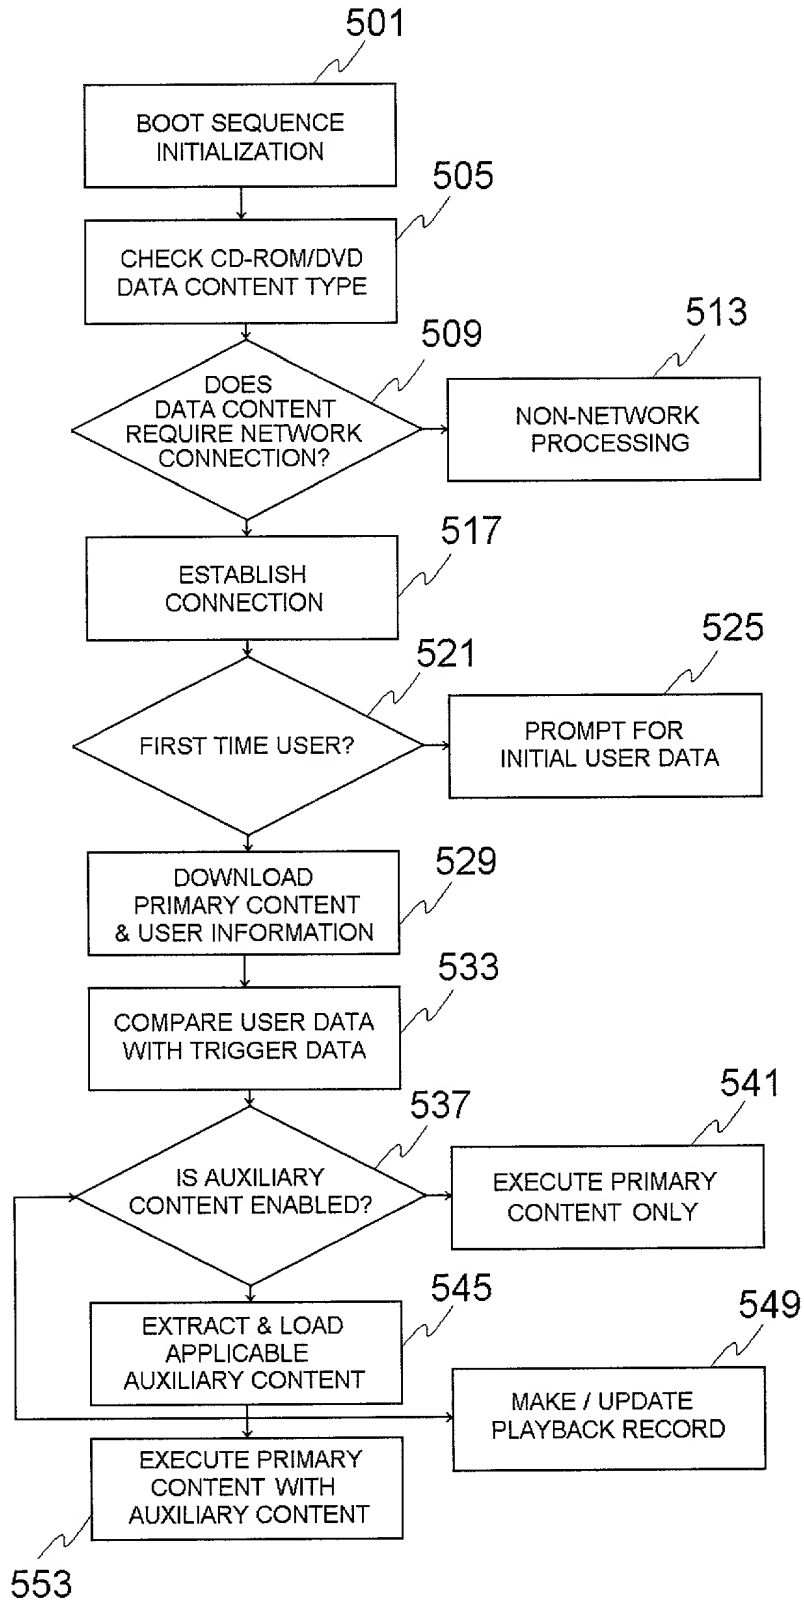 501
BOOT SEQUENCE
INITIALIZATION
505
CHECK CD-ROM/DVD
DATA CONTENT TYPE
509
DOES
DATA CONTENT
REQUIRE NETWORK
CONNECTION?
513
NON-NETWORK
PROCESSING
517
ESTABLISH
CONNECTION
521
FIRST TIME USER?
525
PROMPT FOR
INITIAL USER DATA
529
DOWNLOAD
PRIMARY CONTENT
& USER INFORMATION
533
COMPARE USER DATA
WITH TRIGGER DATA
537
IS AUXILIARY
CONTENT ENABLED?
541
EXECUTE PRIMARY
CONTENT ONLY
545
EXTRACT & LOAD
APPLICABLE
AUXILIARY CONTENT
549
MAKE / UPDATE
PLAYBACK RECORD
EXECUTE PRIMARY
CONTENT WITH
AUXILIARY CONTENT
553